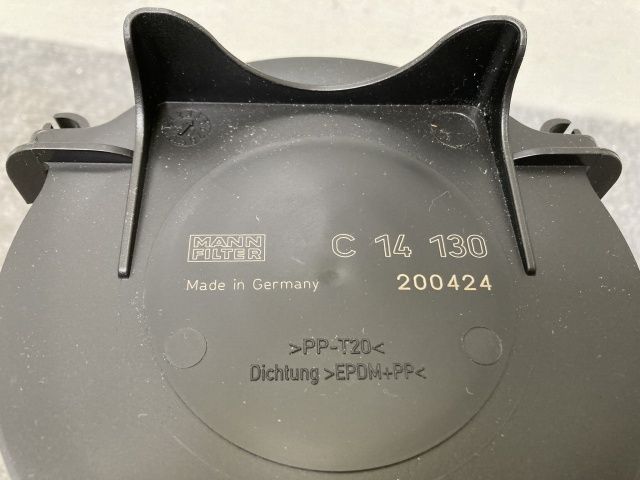 MANN
FILTER
C 14 130
Made in Germany
200424
>PP-T20<
Dichtung >EPDM+PP<